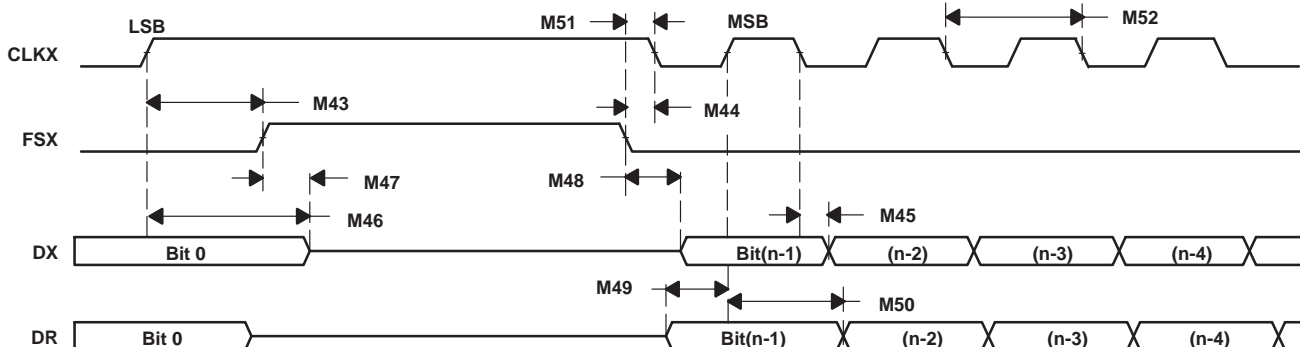 LSB M51 MSB M52
CLKX
M43 M44
FSX
M47 M48
M46 M45
DX Bit 0 Bit(n-1) (n-2) (n-3) (n-4)
M49 M50
DR Bit 0 Bit(n-1) (n-2) (n-3) (n-4)